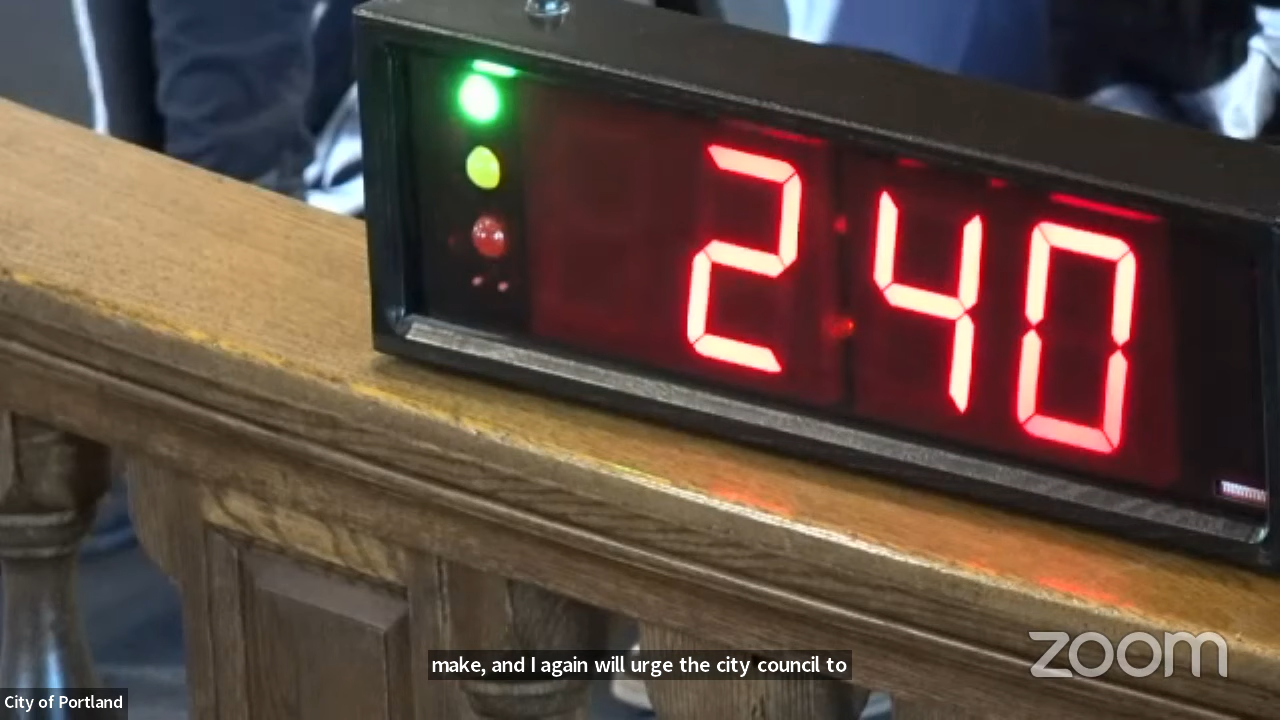 2:40
make, and I again will urge the city council to
zoom
City of Portland